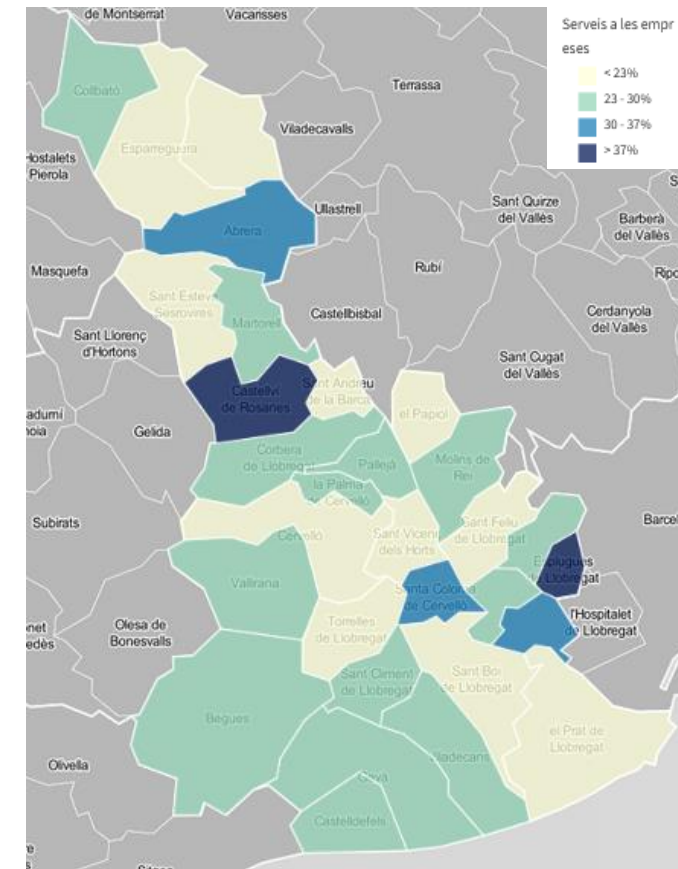 Serveis a les empr
eses
< 23%
23 - 30%
30 - 37%
> 37%
de Montserrat
Vacarisses
Terrassa
Collbató
Viladecavalls
Esparreguera
Hostalets
Pierola
Ullastrell
Sant Quirze
del Vallès
Barberà
del Vallès
Abrera
Masquefa
Rubí
Ripo
Sant Esteve
Sesrovires
Castellbisbal
Cerdanyola
del Vallès
Martorell
Sant Llorenç
d'Hortons
Sant Cugat
del Vallès
Castellví
de Rosanes
Sant Andreu
de la Barca
el Papiol
Gelida
Corbera
de Llobregat
Pallejà
Molins de
Rei
la Palma
de Cervelló
Subirats
Cervelló
Sant Vicenç
dels Horts
Sant Feliu
de Llobregat
Barcel
Esplugues
de Llobregat
Vallirana
Santa Coloma
de Cervelló
l'Hospitalet
de Llobregat
Olesa de
Bonesvalls
Torrelles
de Llobregat
Sant Climent
de Llobregat
Sant Boi
de Llobregat
Begues
el Prat de
Llobregat
Olivella
Viladecans
Gavà
Castelldefels